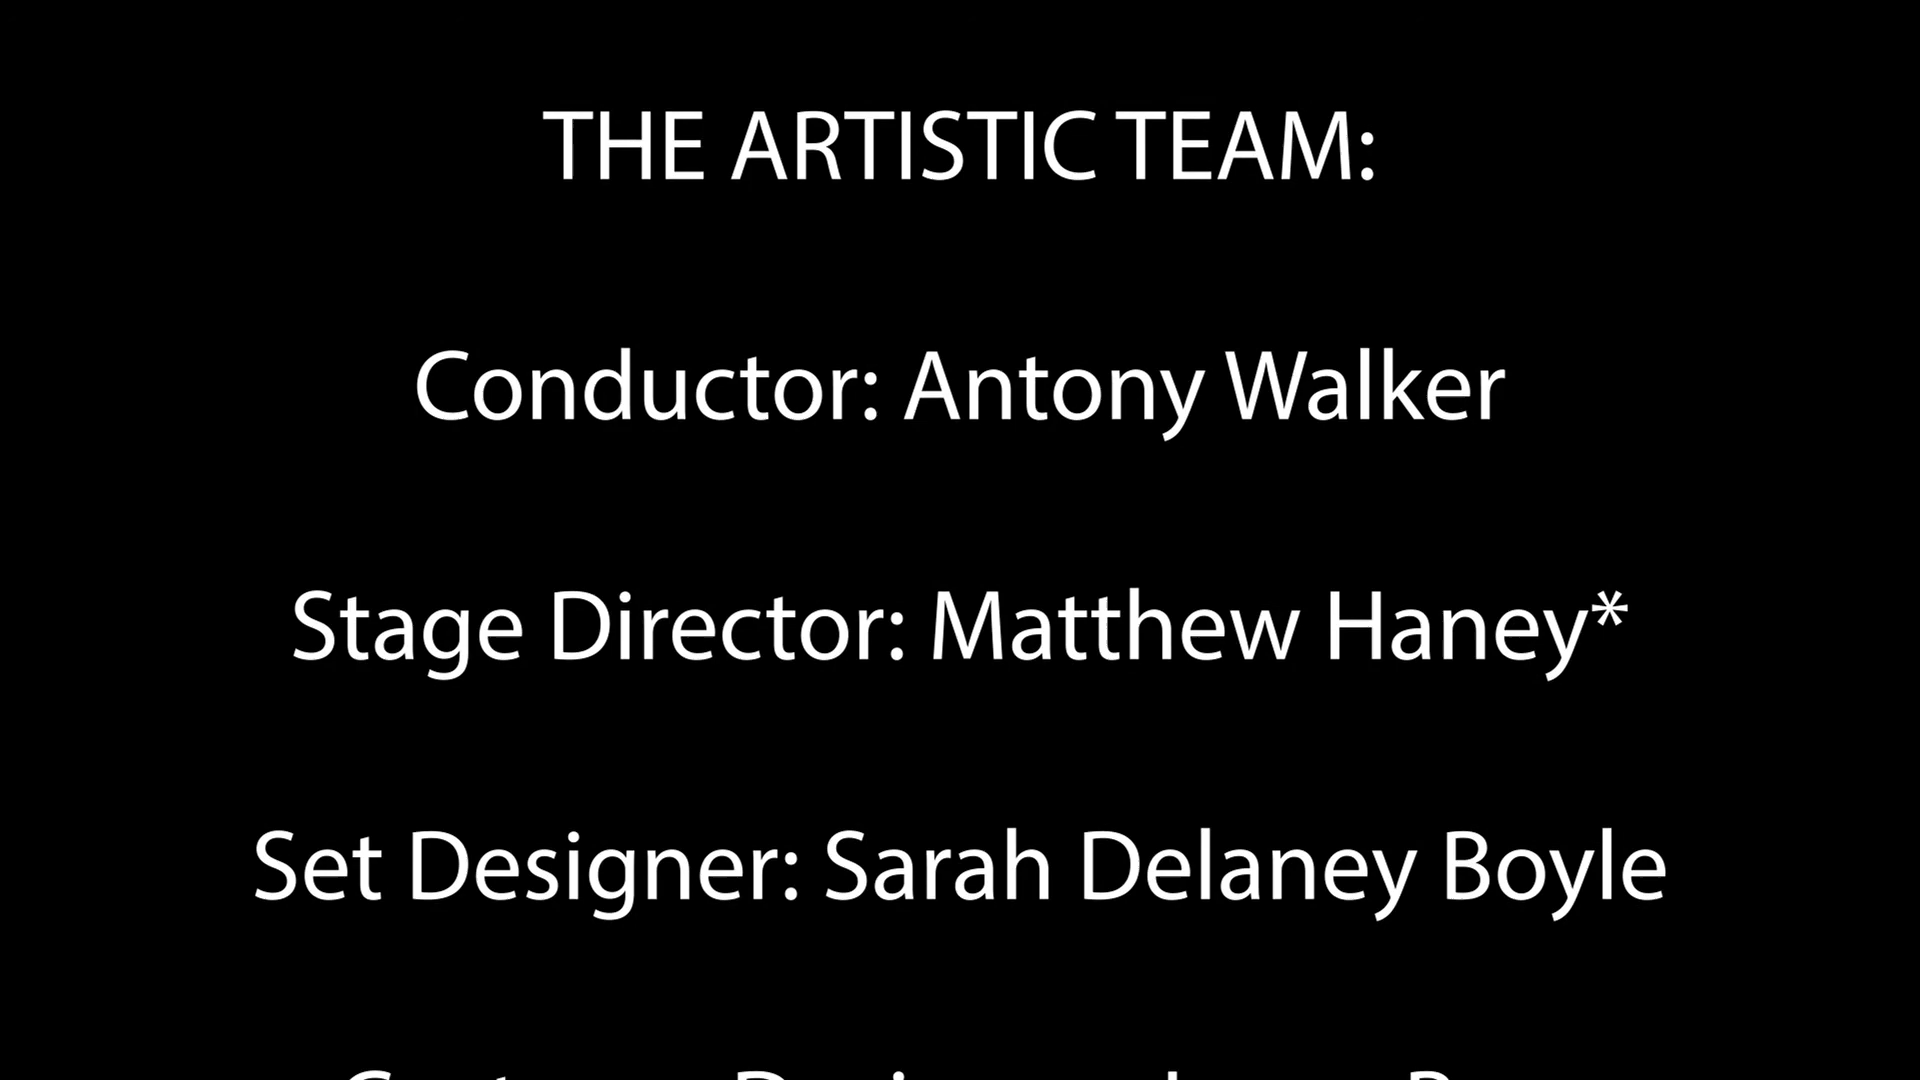 THE ARTISTIC TEAM:
Conductor: Antony Walker
Stage Director: Matthew Haney*
Set Designer: Sarah Delaney Boyle